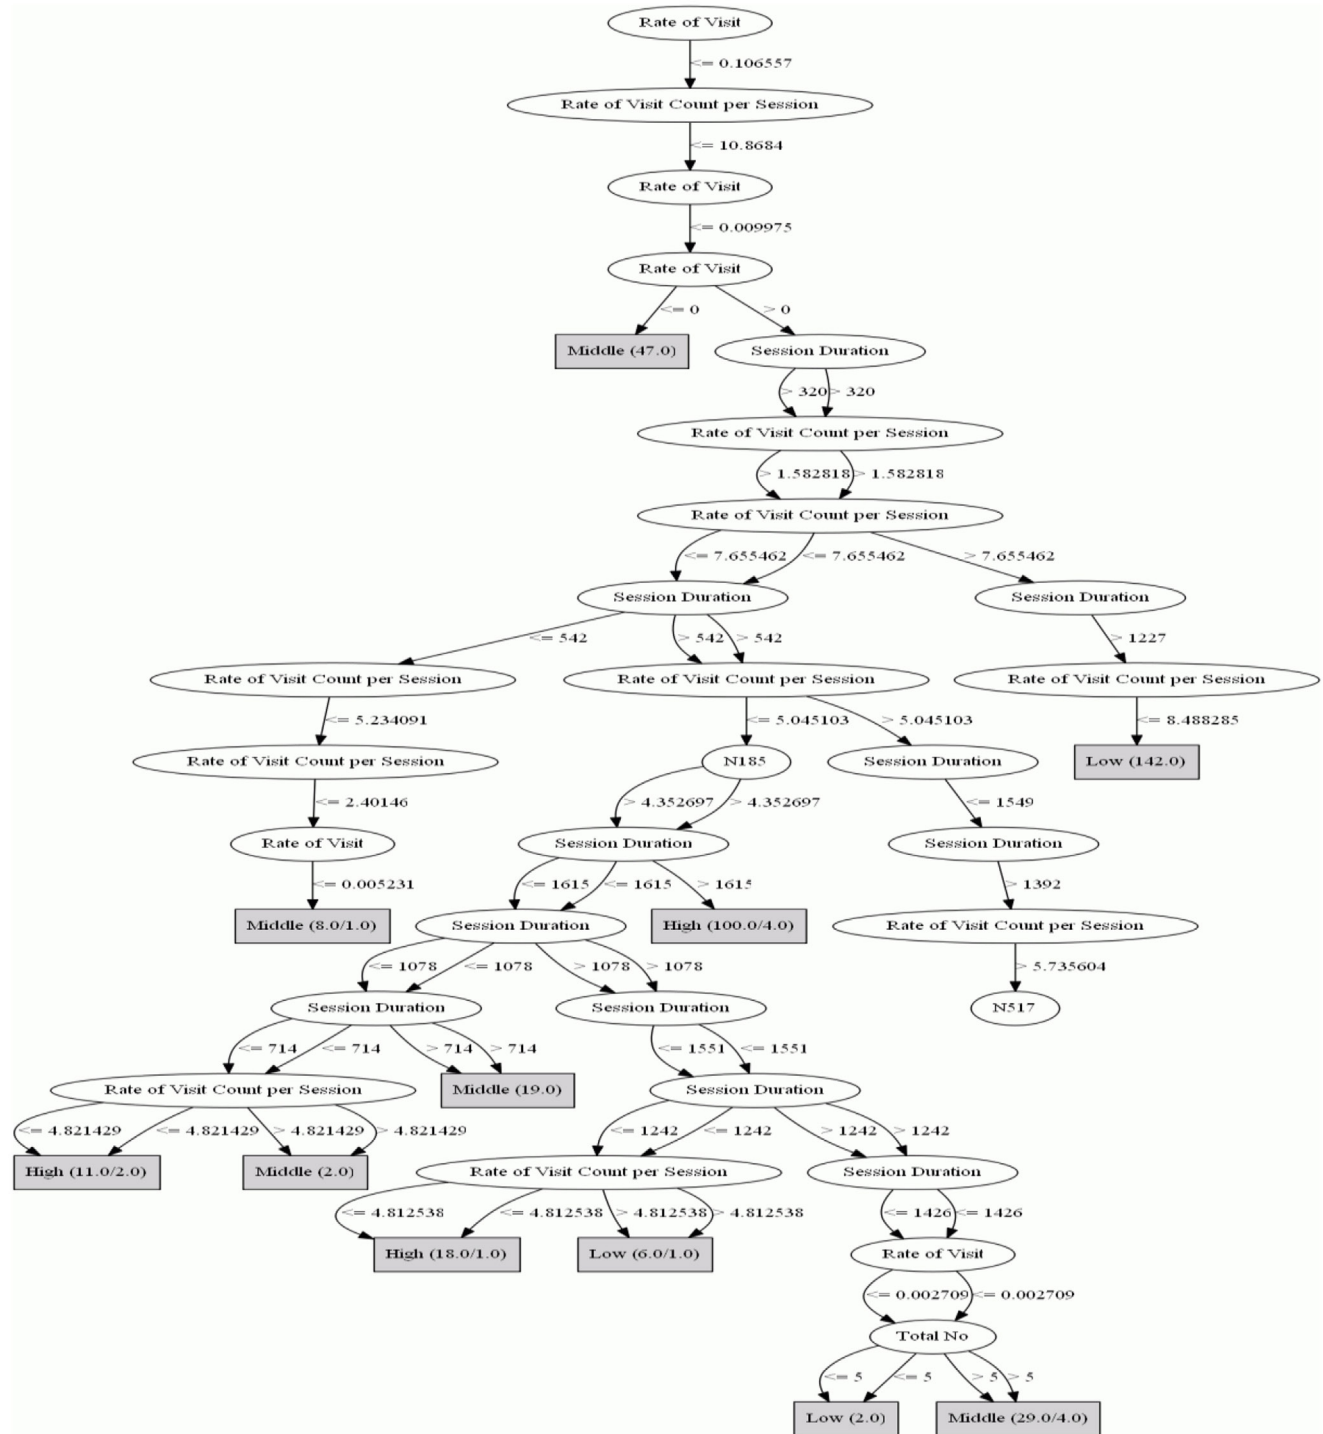 Rate of Visit
<= 0.106557
Rate of Visit Count per Session
<= 10.8684
Rate of Visit
<= 0.009975
Rate of Visit
<= 0 > 0
Middle (47.0) Session Duration
> 320 > 320
Rate of Visit Count per Session
> 1.582818 > 1.582818
Rate of Visit Count per Session
<= 7.655462 <= 7.655462 > 7.655462
Session Duration Session Duration
<= 542 > 542 > 542 > 1227
Rate of Visit Count per Session Rate of Visit Count per Session Rate of Visit Count per Session
<= 5.234091 <= 5.045103 > 5.045103 <= 8.488285
Rate of Visit Count per Session N185 Session Duration Low (142.0)
<= 2.40146 > 4.352697 > 4.352697 <= 1549
Rate of Visit Session Duration Session Duration
<= 0.005231 <= 1615 <= 1615 > 1615 > 1392
Middle (8.0/1.0) Session Duration High (100.0/4.0) Rate of Visit Count per Session
<= 1078 <= 1078 > 1078 > 1078 > 5.735604
Session Duration Session Duration N517
<= 714 <= 714 > 714 > 714 <= 1551 <= 1551
Rate of Visit Count per Session Middle (19.0) Session Duration
<= 4.821429 <= 4.821429 > 4.821429 > 4.821429 <= 1242 <= 1242 > 1242 > 1242
High (11.0/2.0) Middle (2.0) Rate of Visit Count per Session Session Duration
<= 4.812538 <= 4.812538 > 4.812538 > 4.812538 <= 1426 <= 1426
High (18.0/1.0) Low (6.0/1.0) Rate of Visit
<= 0.002709 <= 0.002709
Total No
<= 5 <= 5 > 5 > 5
Low (2.0) Middle (29.0/4.0)